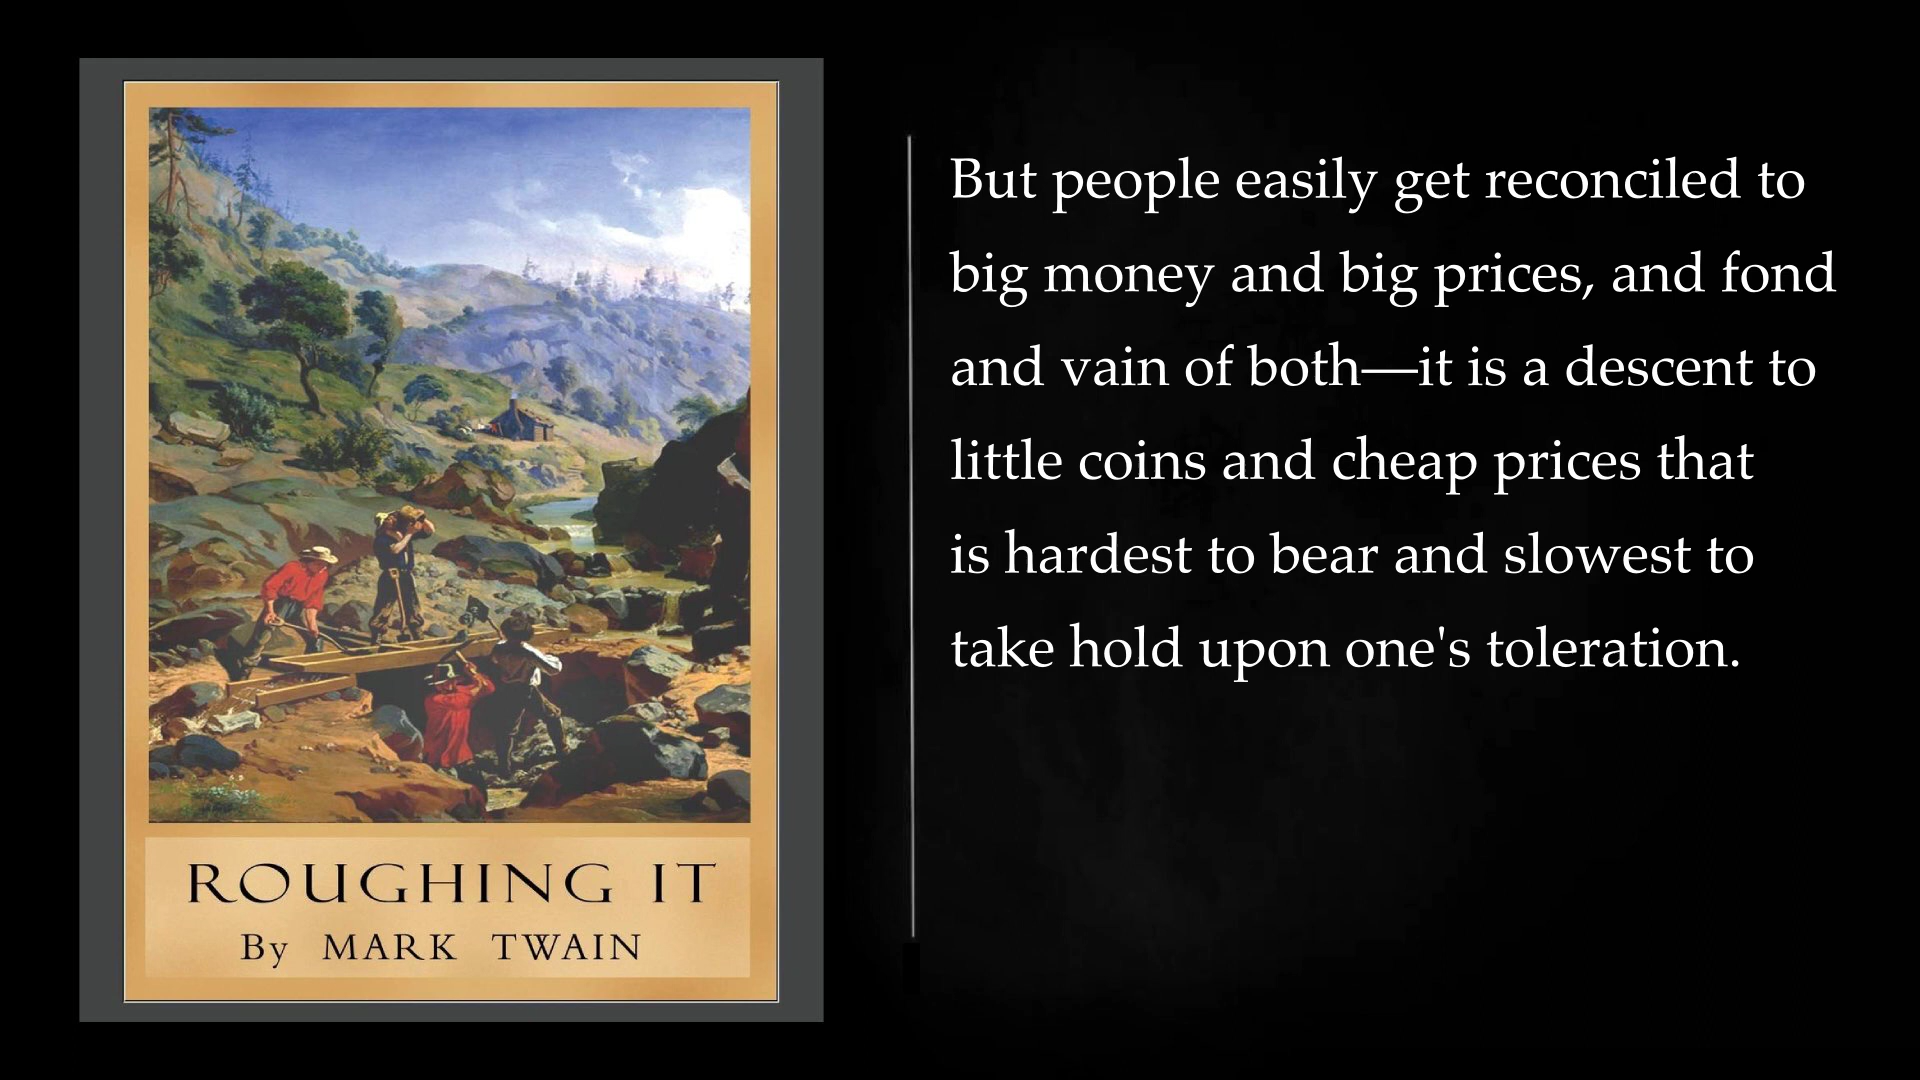 ROUGHING IT
By MARK TWAIN
But people easily get reconciled to
big money and big prices, and fond
and vain of both—it is a descent to
little coins and cheap prices that
is hardest to bear and slowest to
take hold upon one's toleration.